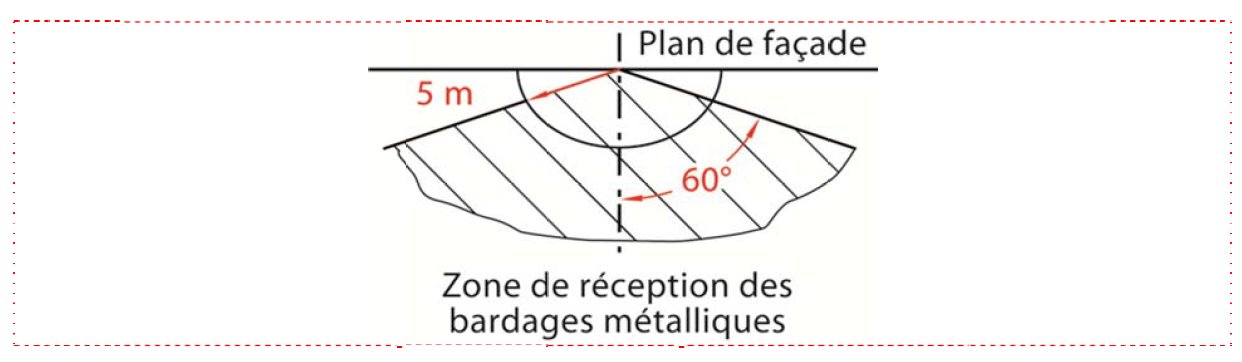 Plan de façade
5 m
60°
Zone de réception des
bardages métalliques